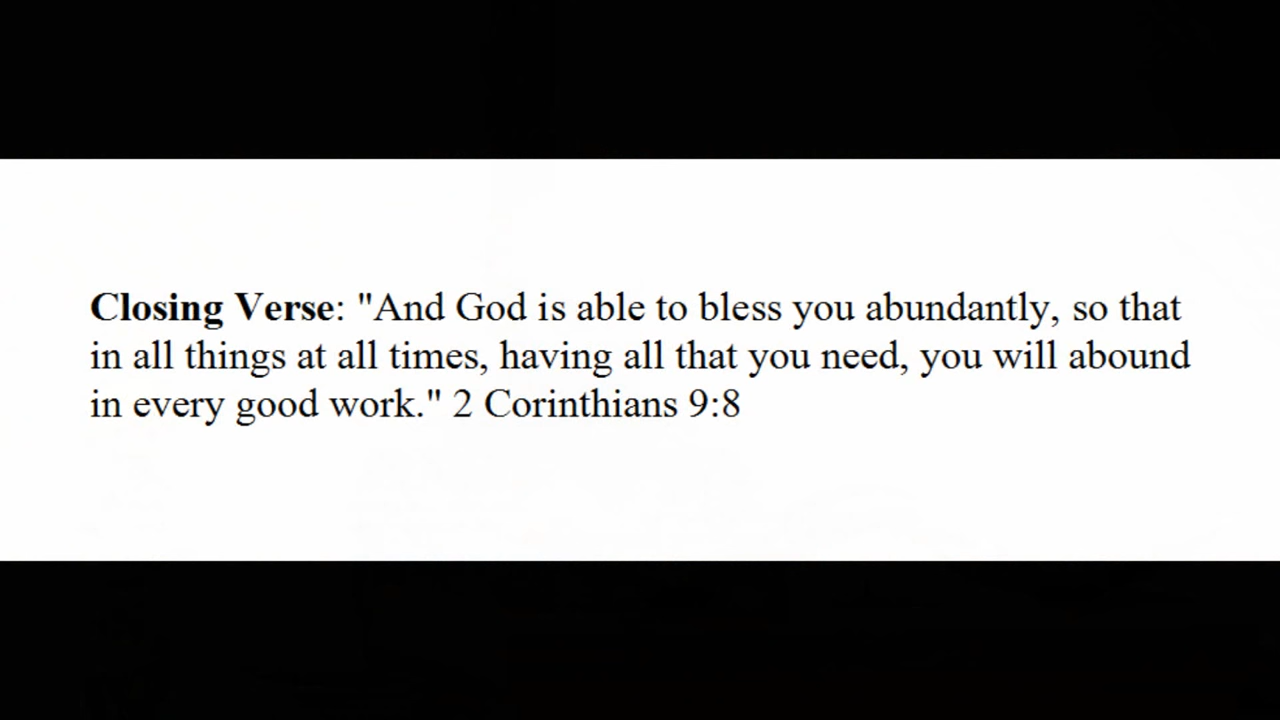 Closing Verse: "And God is able to bless you abundantly, so that
in all things at all times, having all that you need, you will abound
in every good work." 2 Corinthians 9:8